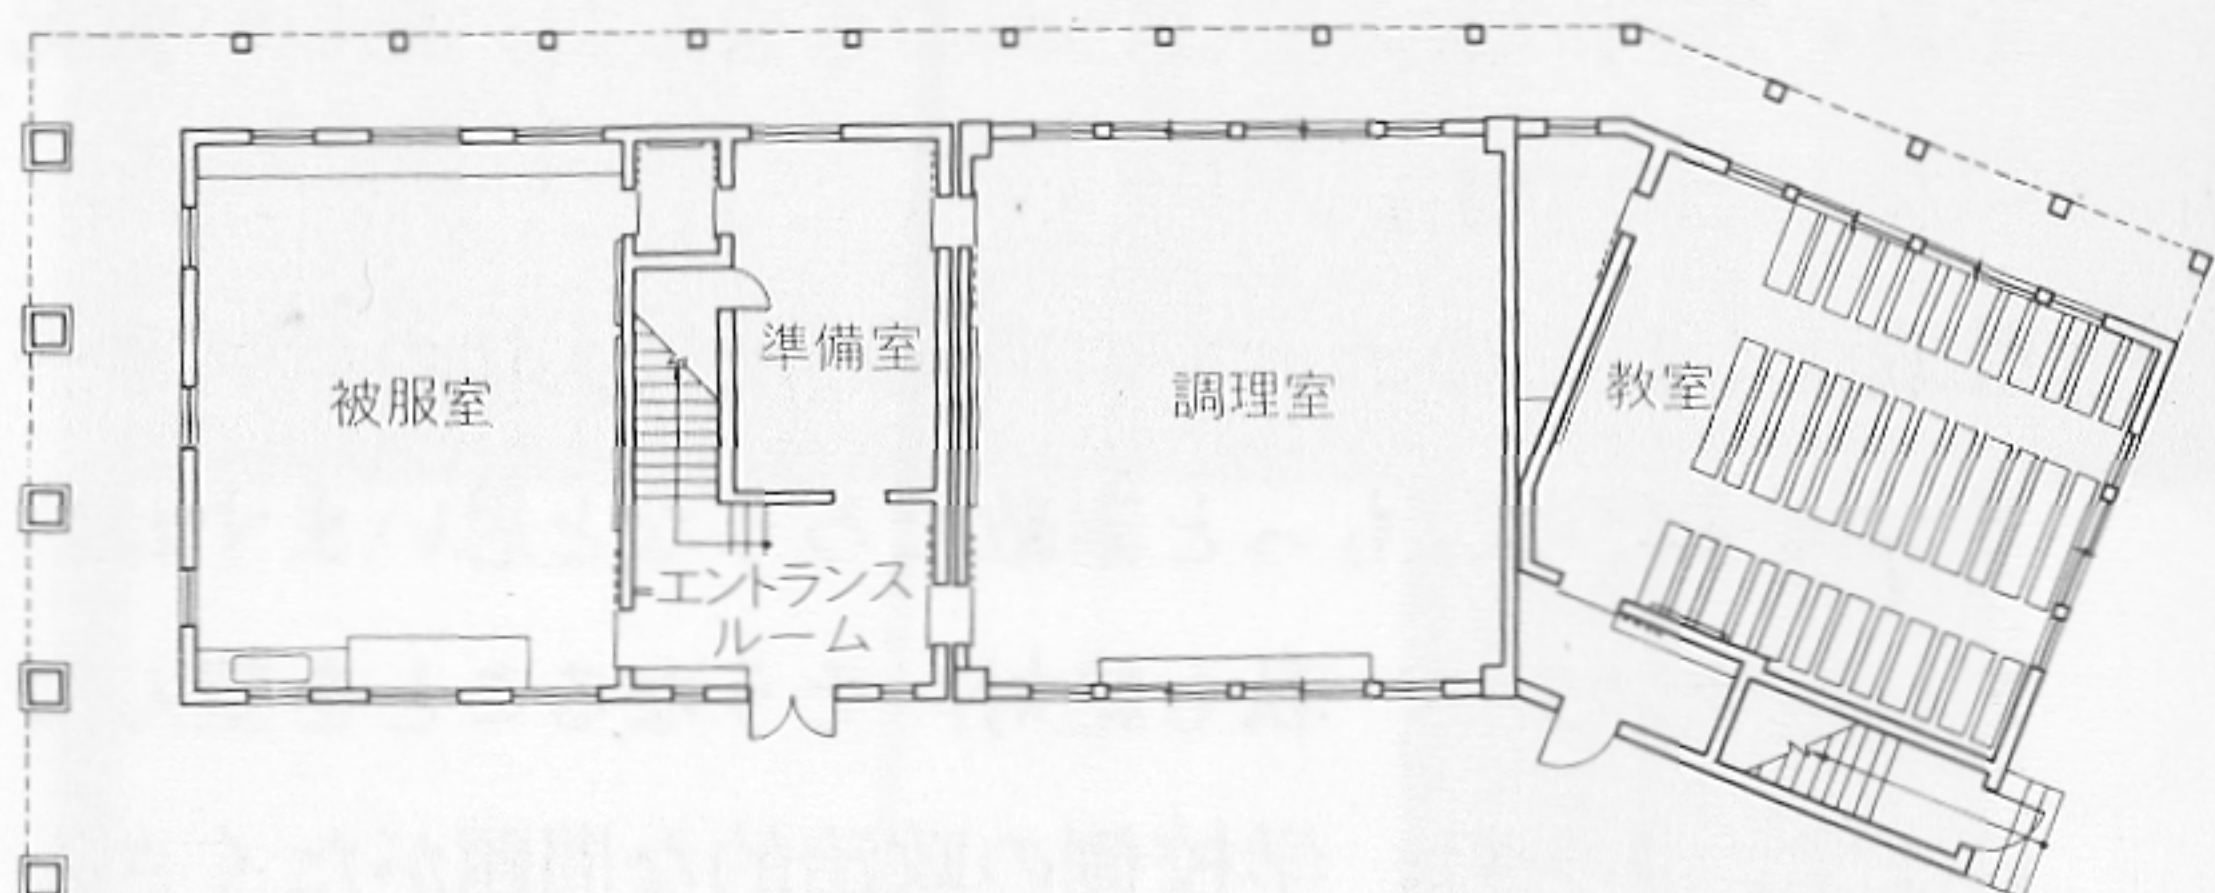 被服室
準備室
エントランス
ルーム
調理室
教室